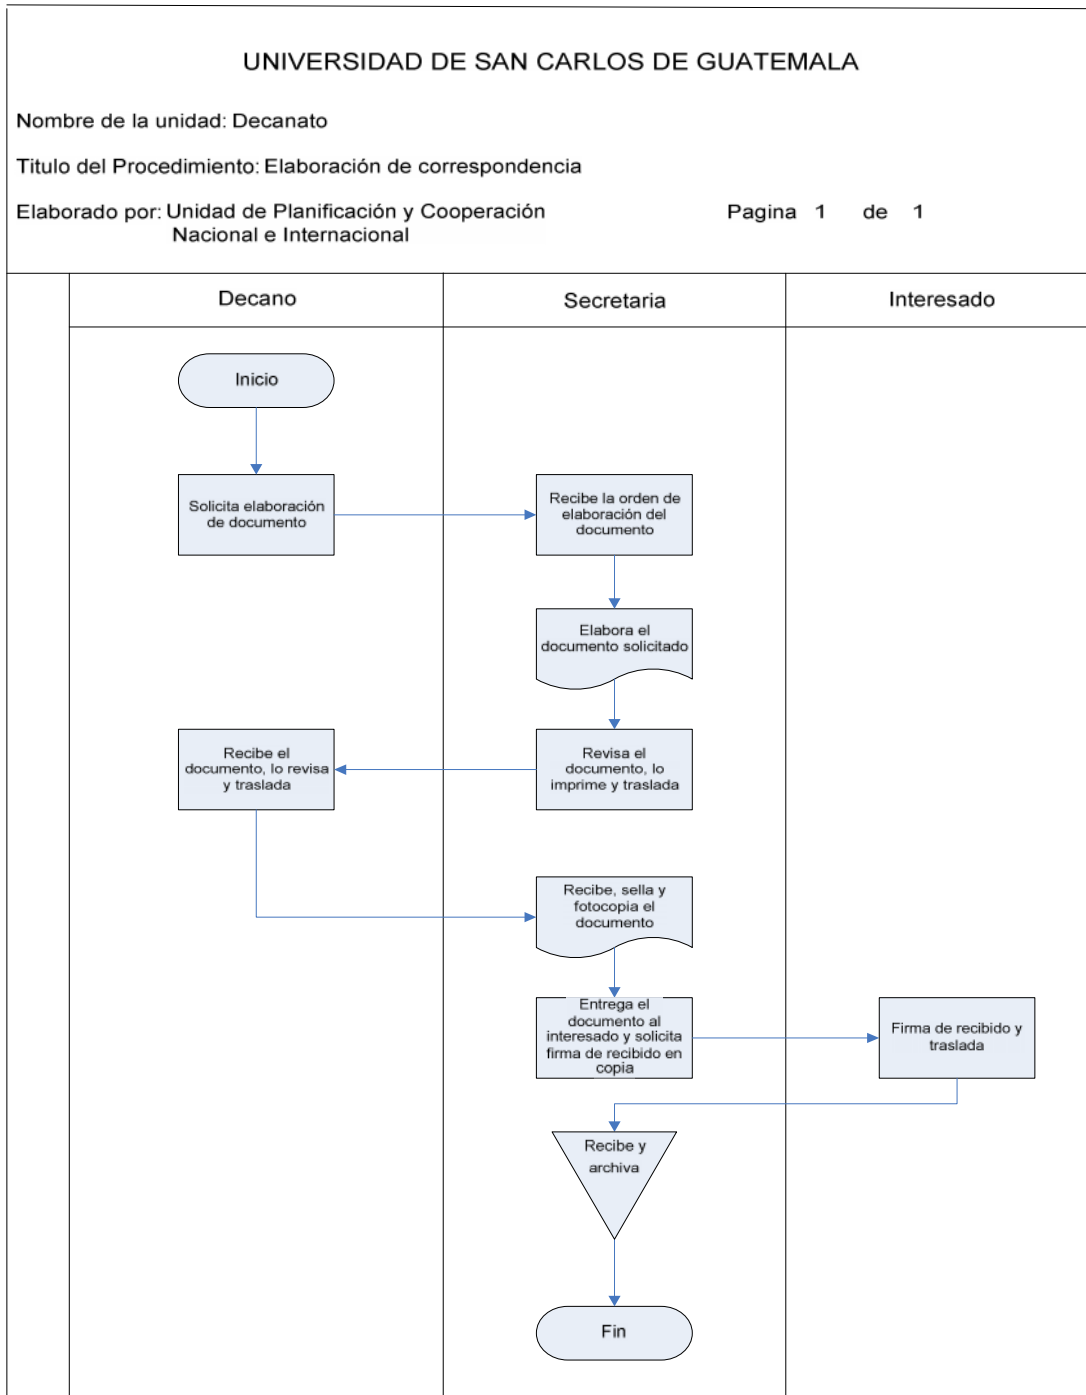 UNIVERSIDAD DE SAN CARLOS DE GUATEMALA
Nombre de la unidad: Decanato
Titulo del Procedimiento: Elaboración de correspondencia
Elaborado por: Unidad de Planificación y Cooperación
Nacional e Internacional
Pagina 1 de 1
Decano
Secretaria
Interesado
Inicio
Solicita elaboración
de documento
Recibe la orden de
elaboración del
documento
Elabora el
documento solicitado
Revisa el
documento, lo
imprime y traslada
Recibe el
documento, lo revisa
y traslada
Recibe, sella y
fotocopia el
documento
Entrega el
documento al
interesado y solicita
firma de recibido en
copia
Firma de recibido y
traslada
Recibe y
archiva
Fin